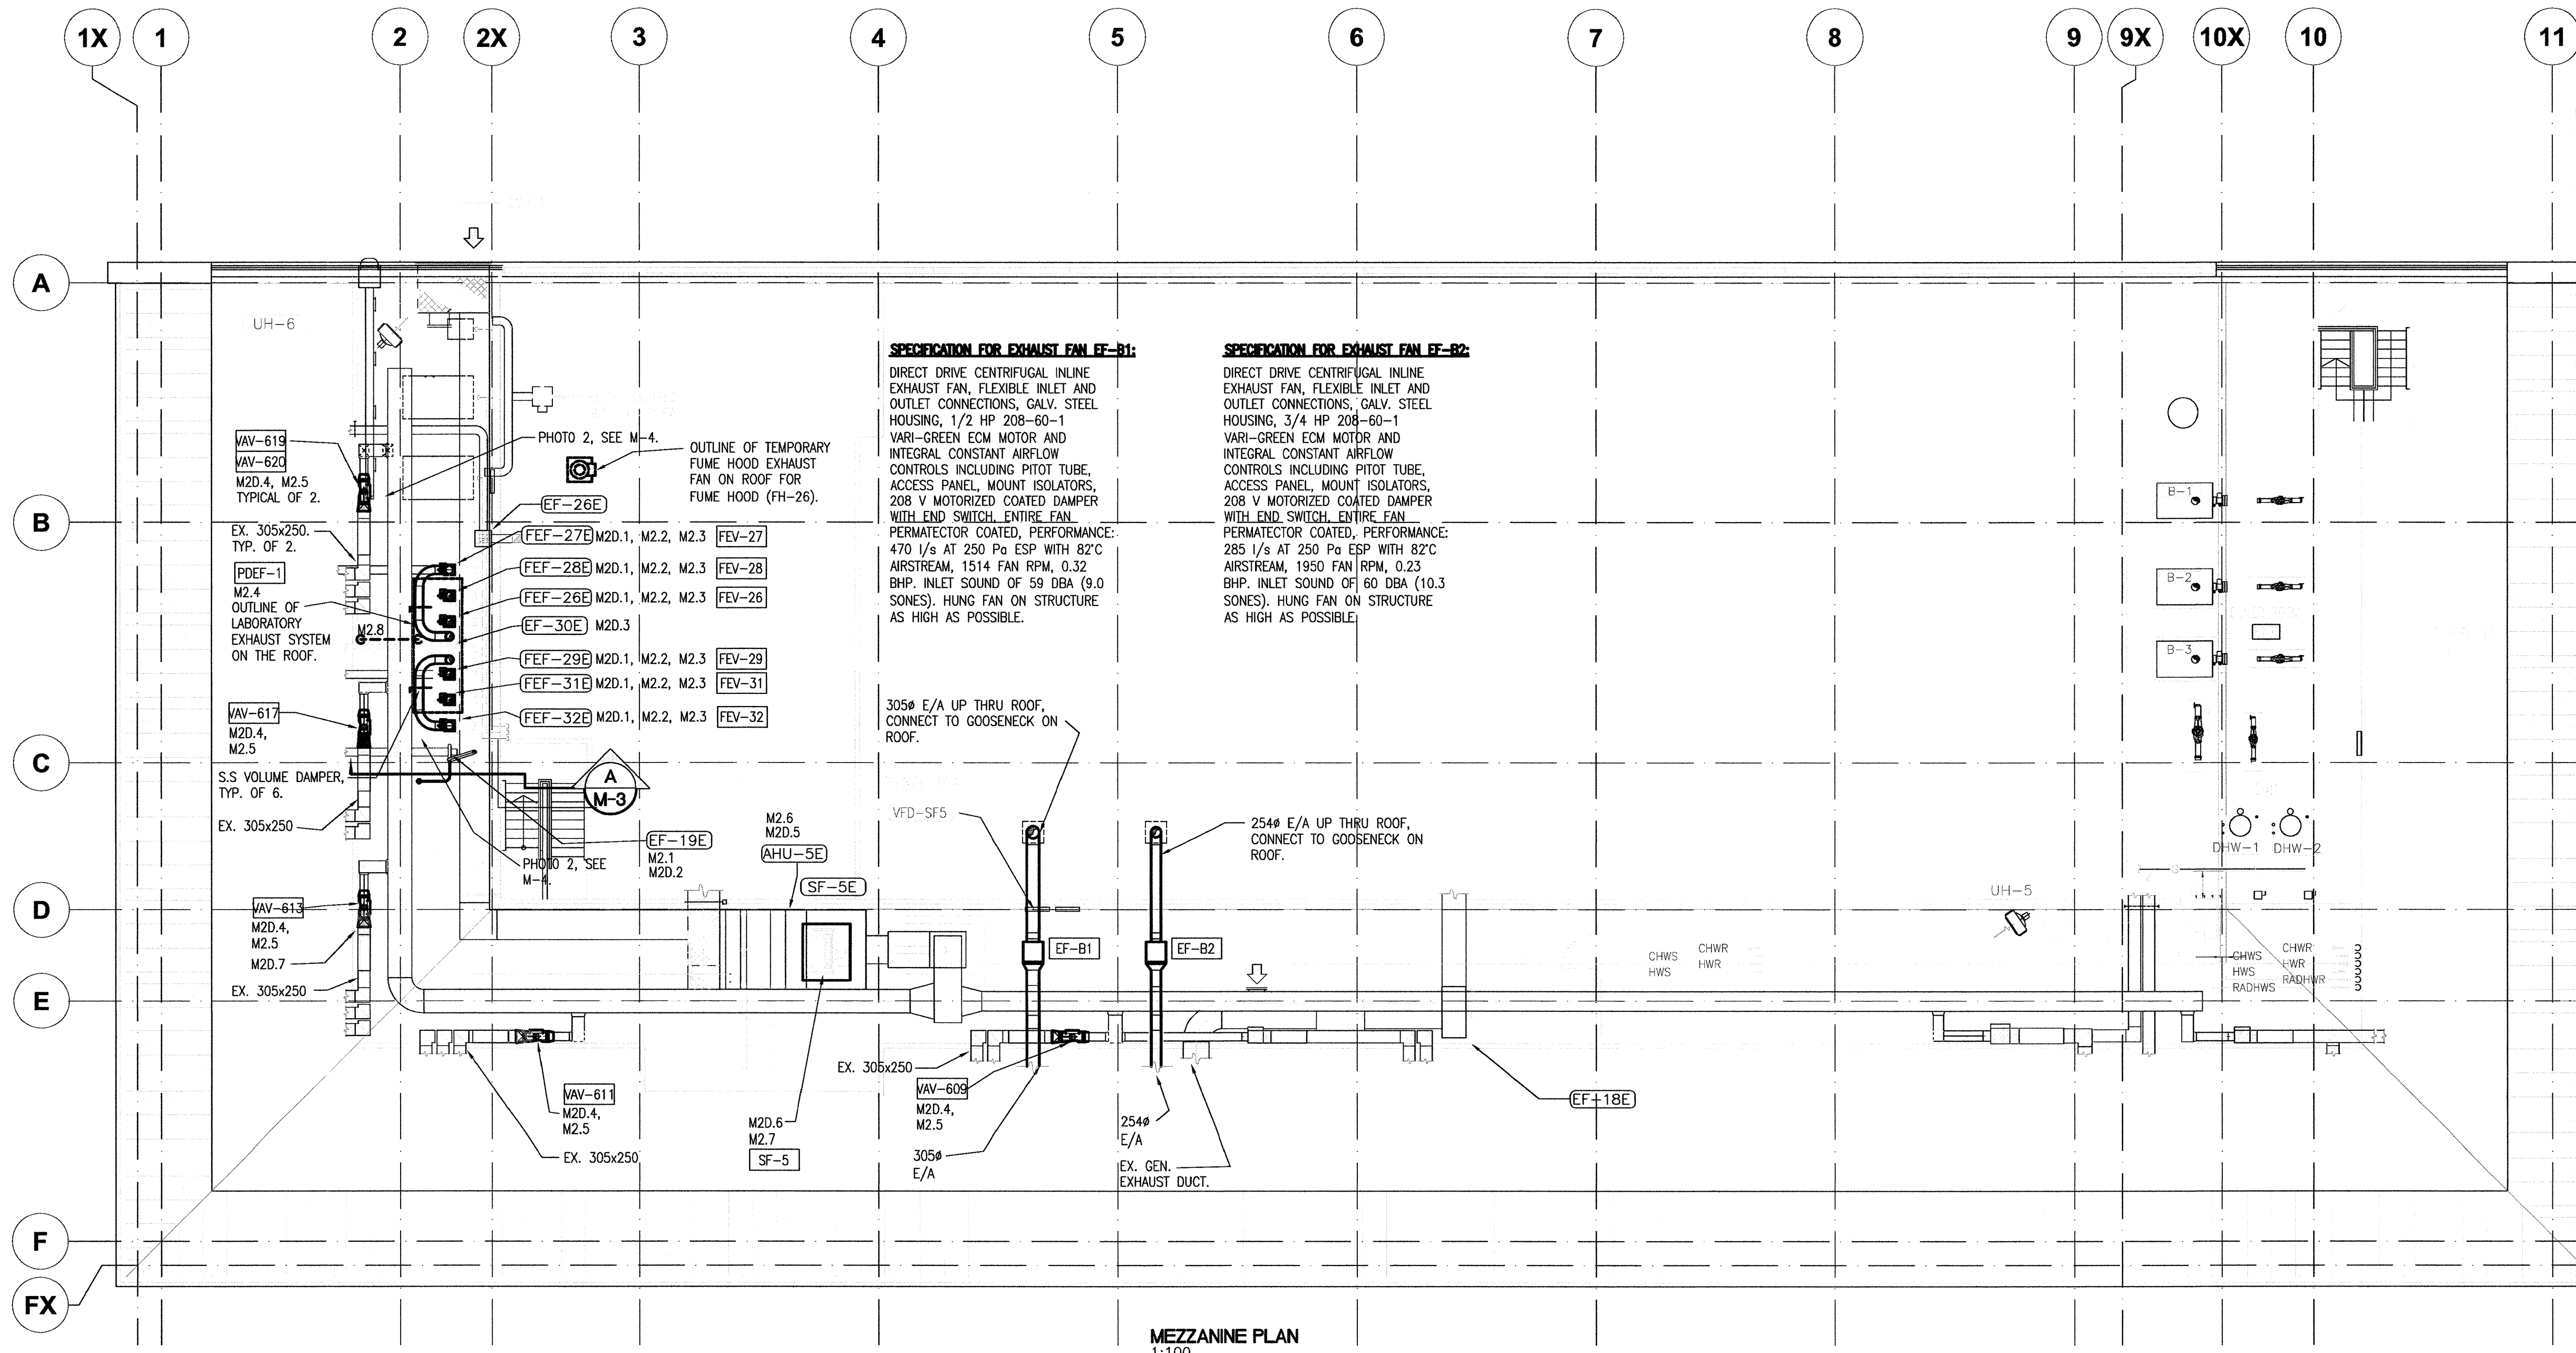 1X
1
2
2X
3
4
5
6
7
8
9
9X
10X
10
11
A
B
C
D
E
F
FX
UH-6
VAV-619
VAV-620
M2D.4, M2.5
TYPICAL OF 2.
EX. 305x250.
TYP. OF 2.
PDEF-1
M2.4
OUTLINE OF
LABORATORY
EXHAUST SYSTEM
ON THE ROOF.
M2.8
VAV-617
M2D.4,
M2.5
S.S VOLUME DAMPER,
TYP. OF 6.
EX. 305x250
VAV-613
M2D.4,
M2.5
M2D.7
EX. 305x250
PHOTO 2, SEE M-4.
OUTLINE OF TEMPORARY
FUME HOOD EXHAUST
FAN ON ROOF FOR
FUME HOOD (FH-26).
EF-26E
FEF-27E M2D.1, M2.2, M2.3 FEV-27
FEF-28E M2D.1, M2.2, M2.3 FEV-28
FEF-26E M2D.1, M2.2, M2.3 FEV-26
EF-30E M2D.3
FEF-29E M2D.1, M2.2, M2.3 FEV-29
FEF-31E M2D.1, M2.2, M2.3 FEV-31
FEF-32E M2D.1, M2.2, M2.3 FEV-32
A
M-3
PHOTO 2, SEE
M-4.
EF-19E
M2.1
M2D.2
M2.6
M2D.5
AHU-5E
SF-5E
VAV-611
M2D.4,
M2.5
EX. 305x250
M2D.6
M2.7
SF-5
SPECIFICATION FOR EXHAUST FAN EF-B1:
DIRECT DRIVE CENTRIFUGAL INLINE
EXHAUST FAN, FLEXIBLE INLET AND
OUTLET CONNECTIONS, GALV. STEEL
HOUSING, 1/2 HP 208-60-1
VARI-GREEN ECM MOTOR AND
INTEGRAL CONSTANT AIRFLOW
CONTROLS INCLUDING PITOT TUBE,
ACCESS PANEL, MOUNT ISOLATORS,
208 V MOTORIZED COATED DAMPER
WITH END SWITCH. ENTIRE FAN
PERMATECTOR COATED, PERFORMANCE:
470 l/s AT 250 Pa ESP WITH 82°C
AIRSTREAM, 1514 FAN RPM, 0.32
BHP. INLET SOUND OF 59 DBA (9.0
SONES). HUNG FAN ON STRUCTURE
AS HIGH AS POSSIBLE.
SPECIFICATION FOR EXHAUST FAN EF-B2:
DIRECT DRIVE CENTRIFUGAL INLINE
EXHAUST FAN, FLEXIBLE INLET AND
OUTLET CONNECTIONS, GALV. STEEL
HOUSING, 3/4 HP 208-60-1
VARI-GREEN ECM MOTOR AND
INTEGRAL CONSTANT AIRFLOW
CONTROLS INCLUDING PITOT TUBE,
ACCESS PANEL, MOUNT ISOLATORS,
208 V MOTORIZED COATED DAMPER
WITH END SWITCH. ENTIRE FAN
PERMATECTOR COATED, PERFORMANCE:
285 l/s AT 250 Pa ESP WITH 82°C
AIRSTREAM, 1950 FAN RPM, 0.23
BHP. INLET SOUND OF 60 DBA (10.3
SONES). HUNG FAN ON STRUCTURE
AS HIGH AS POSSIBLE
305ø E/A UP THRU ROOF,
CONNECT TO GOOSENECK ON
ROOF.
VFD-SF5
254ø E/A UP THRU ROOF,
CONNECT TO GOOSENECK ON
ROOF.
EF-B1
EF-B2
EX. 305x250
VAV-609
M2D.4,
M2.5
305ø
E/A
254ø
E/A
EX. GEN.
EXHAUST DUCT.
EF-18E
CHWS CHWR
HWS HWR
UH-5
B-1
B-2
B-3
DHW-1 DHW-2
CHWS CHWR
HWS HWR
RADHWS RADHWR
MEZZANINE PLAN
1:100